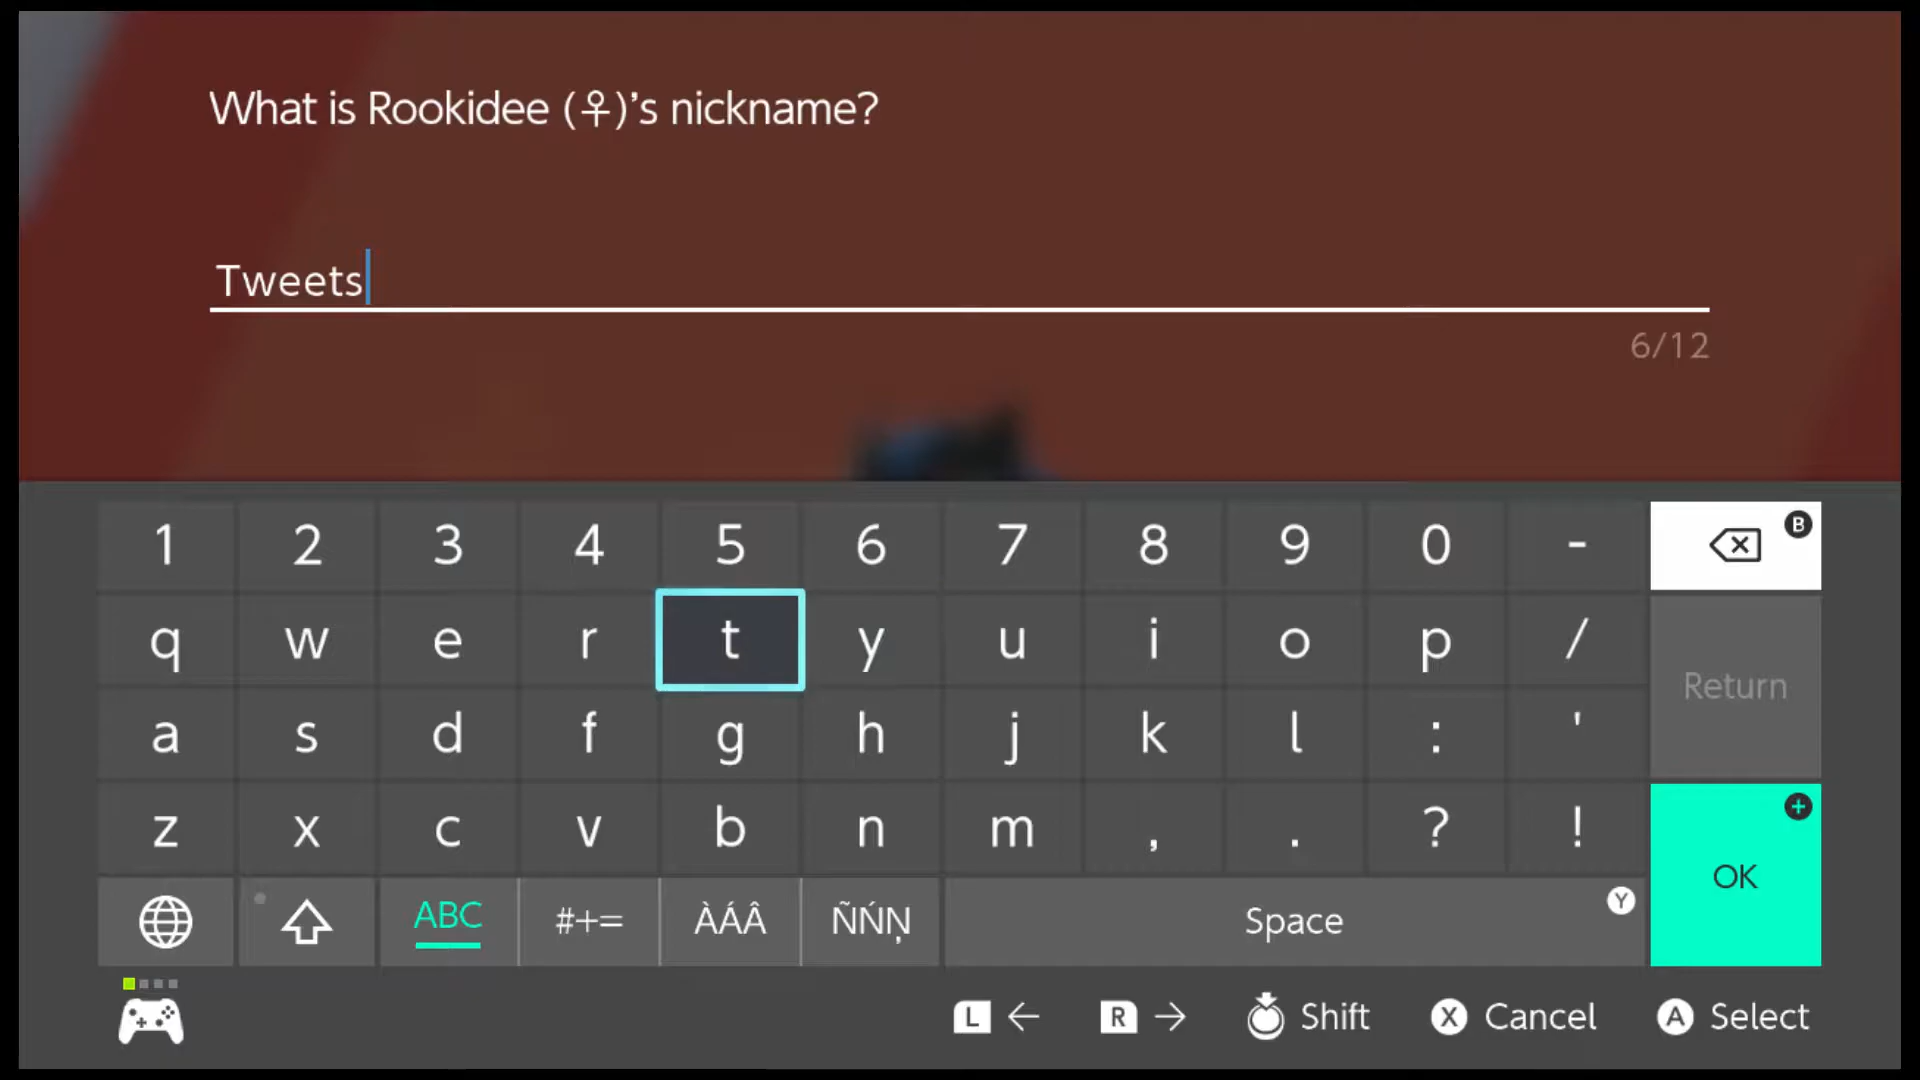 What is Rookidee (♀)'s nickname?
Tweets
6/12
1 2 3 4 5 6 7 8 9 0 - B
q w e r t y u i o p /
Return
a s d f g h j k l : '
z x c v b n m , . ? ! +
OK
ABC #+= ÀÁÂ ÑŃŅ Space Y
L ← R → Shift X Cancel A Select